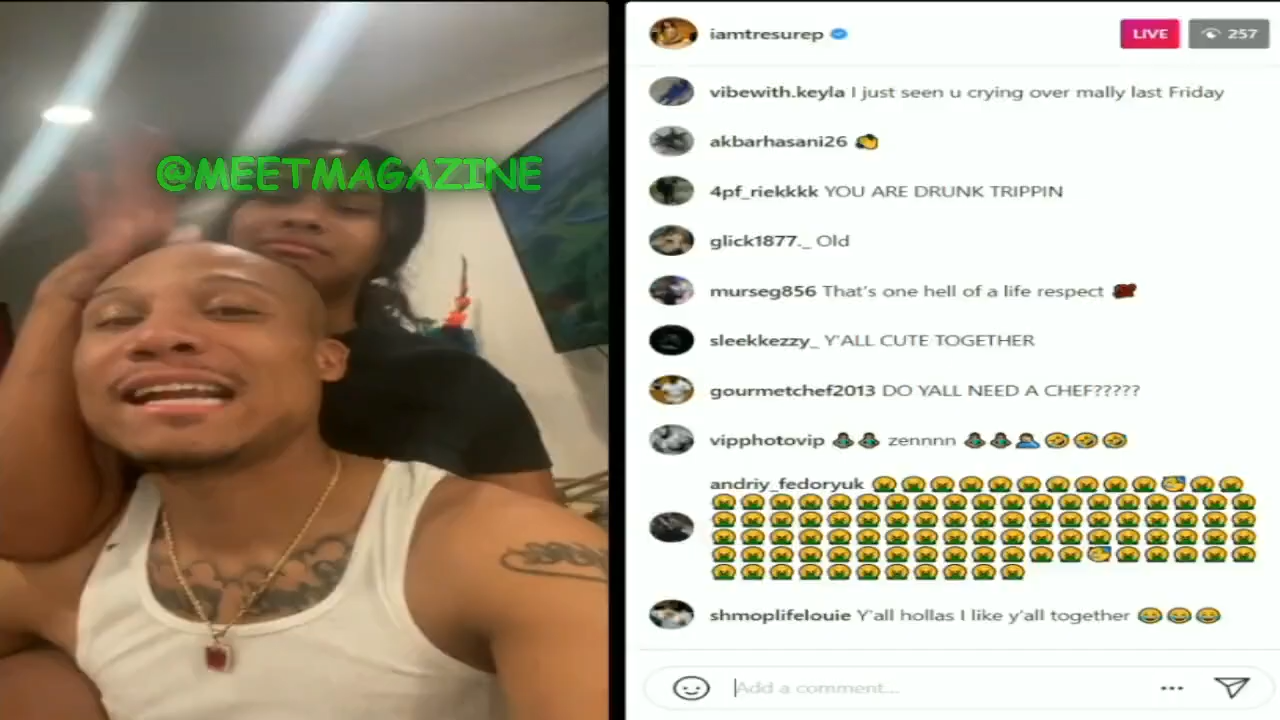 @MEETMAGAZINE
iamtresurep
LIVE
257
vibewith.keyla I just seen u crying over mally last Friday
akbarhasani26
4pf_riekkkk YOU ARE DRUNK TRIPPIN
glick1877._ Old
murseg856 That's one hell of a life respect
sleekkezzy_ Y'ALL CUTE TOGETHER
gourmetchef2013 DO YALL NEED A CHEF?????
vipphotovip zennnn
andriy_fedoryuk
shmoplifelouie Y'all hollas I like y'all together
Add a comment...